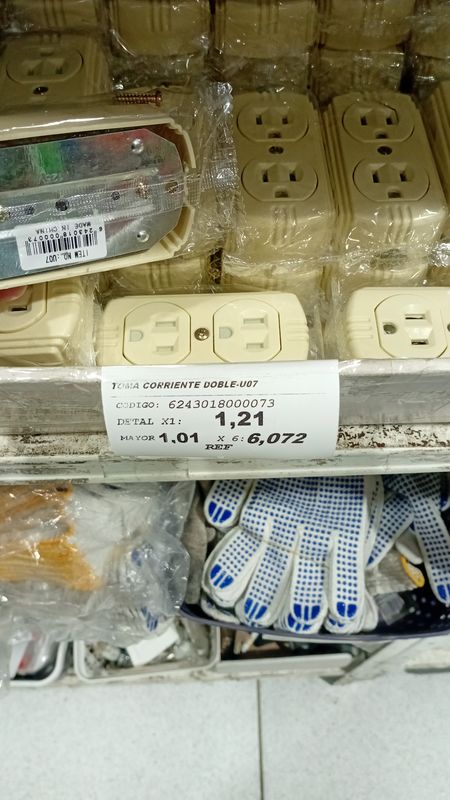 6243018000073
MADE IN CHINA
ITEM NO.:U07
TOMA CORRIENTE DOBLE-U07
CODIGO: 6243018000073
DETAL X1: 1,21
MAYOR 1,01 X 6: 6,072
REF